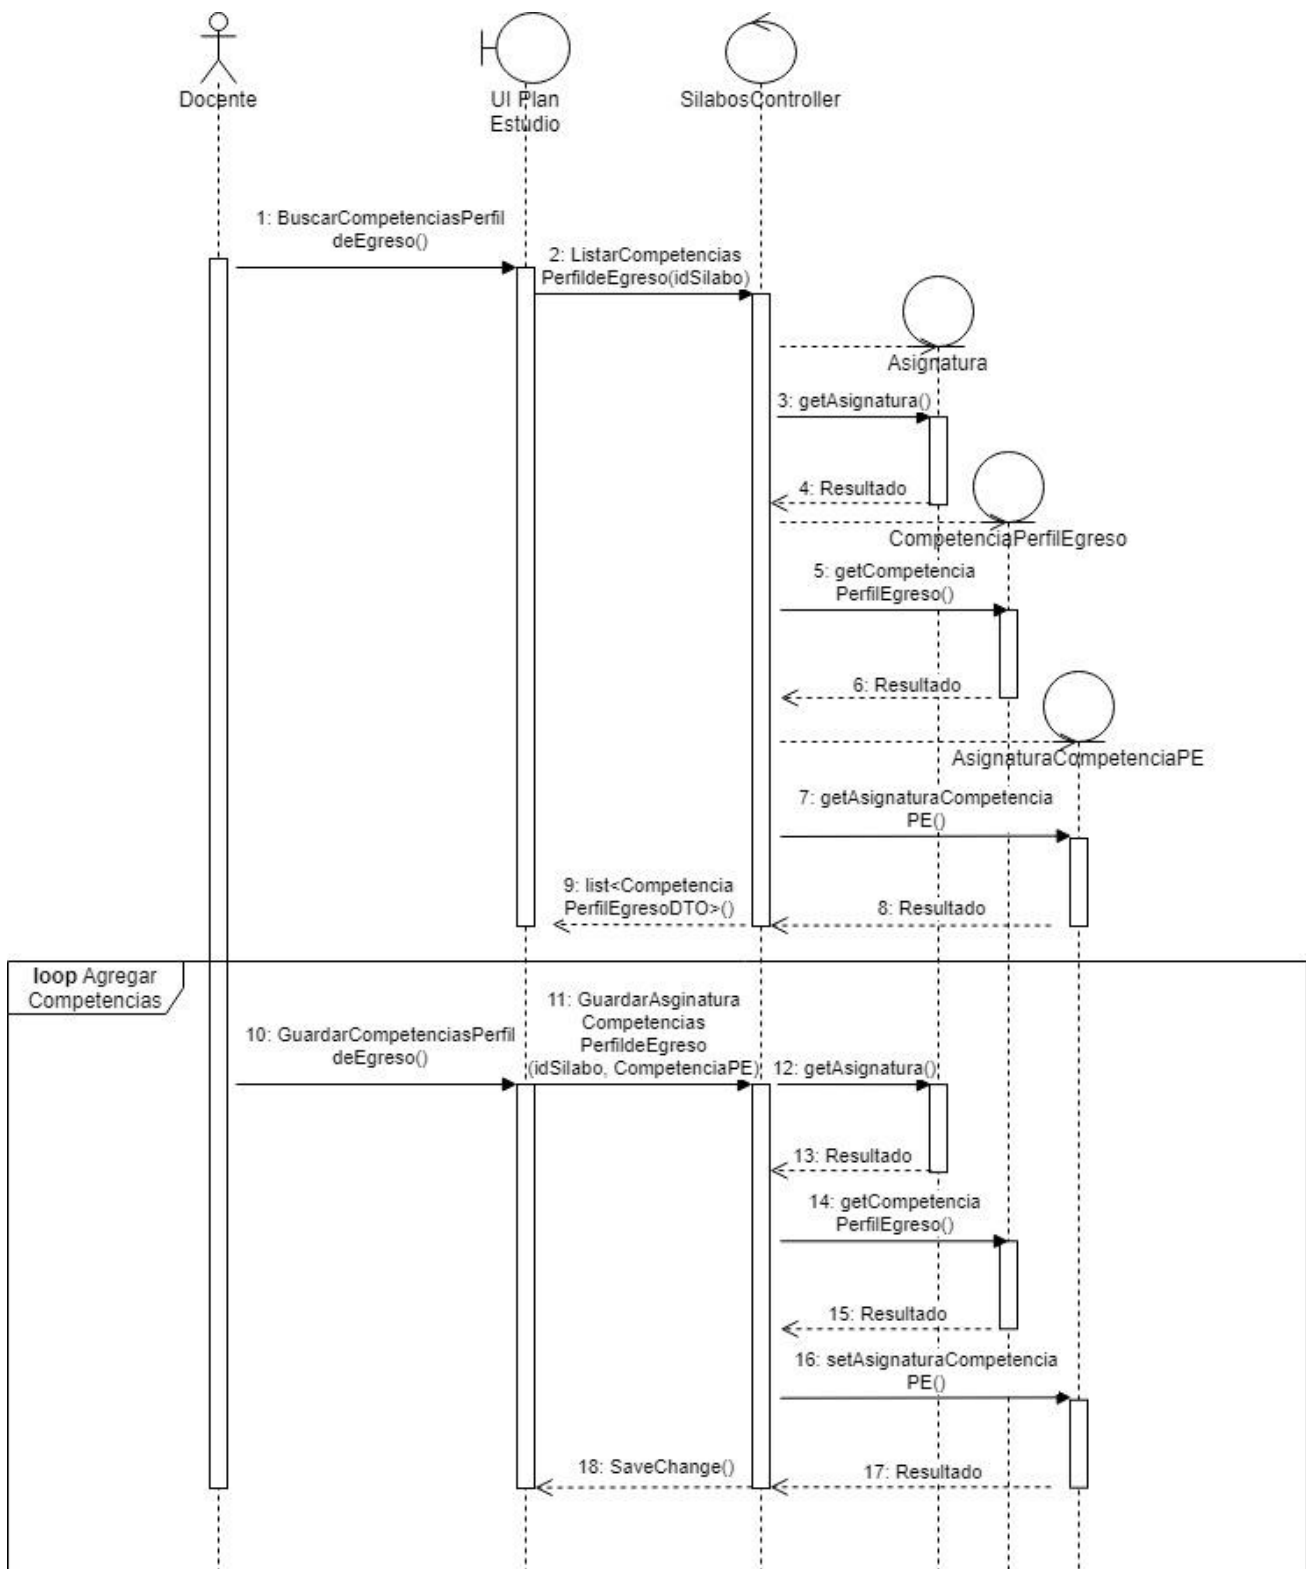 Docente
UI Plan
Estudio
SilabosController
1: BuscarCompetenciasPerfil
deEgreso()
2: ListarCompetencias
PerfildeEgreso(idSilabo)
Asignatura
3: getAsignatura()
4: Resultado
CompetenciaPerfilEgreso
5: getCompetencia
PerfilEgreso()
6: Resultado
AsignaturaCompetenciaPE
7: getAsignaturaCompetencia
PE()
9: list<Competencia
PerfilEgresoDTO>()
8: Resultado
loop Agregar
Competencias
10: GuardarCompetenciasPerfil
deEgreso()
11: GuardarAsginatura
Competencias
PerfildeEgreso
(idSilabo, CompetenciaPE)
12: getAsignatura()
13: Resultado
14: getCompetencia
PerfilEgreso()
15: Resultado
16: setAsignaturaCompetencia
PE()
18: SaveChange()
17: Resultado